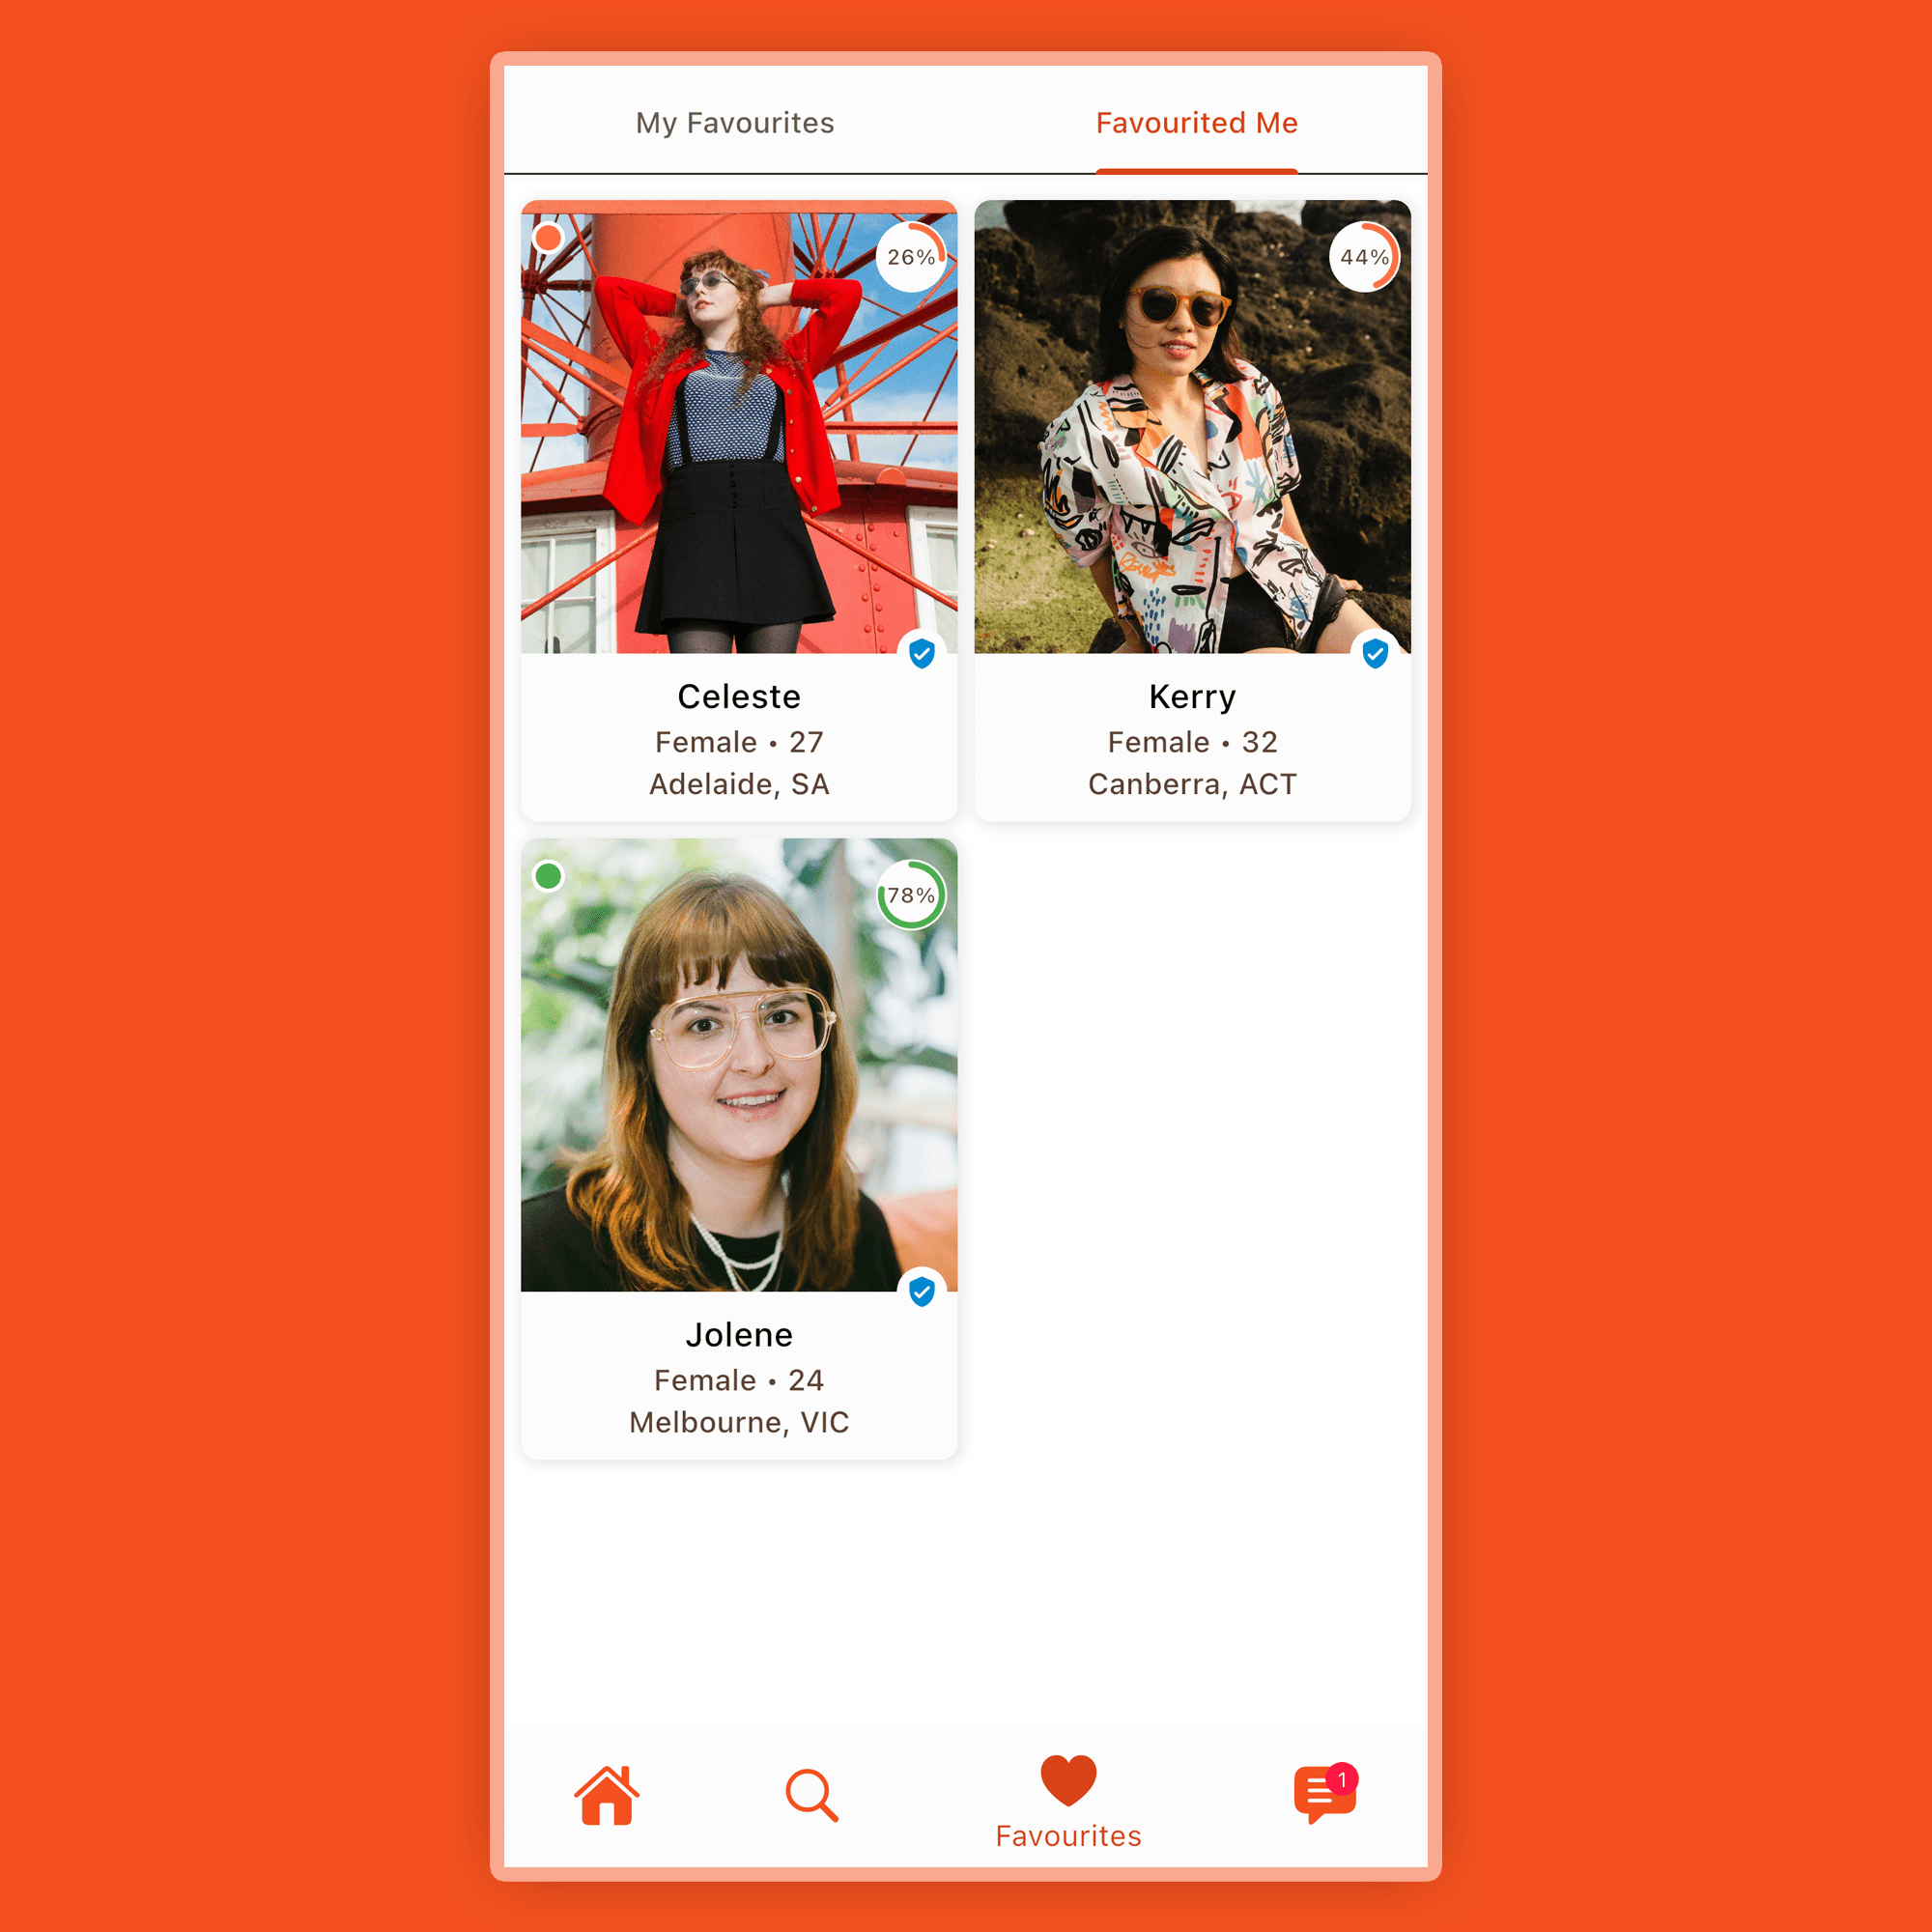 My Favourites
Favourited Me
26%
44%
Celeste
Female • 27
Adelaide, SA
Kerry
Female • 32
Canberra, ACT
78%
Jolene
Female • 24
Melbourne, VIC
1
Favourites